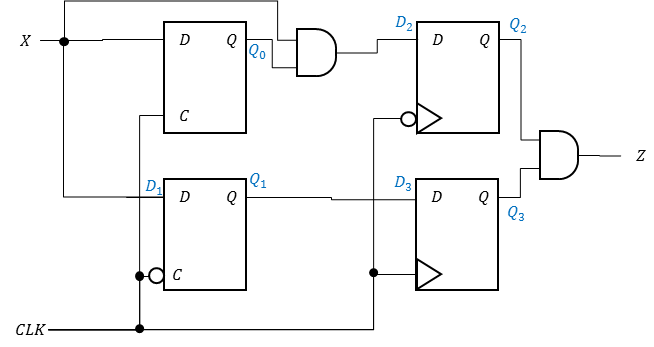 D₂ Q₂
X D Q D Q
Q₀
C
Z
D₁ Q₁ D₃
D Q D Q
Q₃
C
CLK